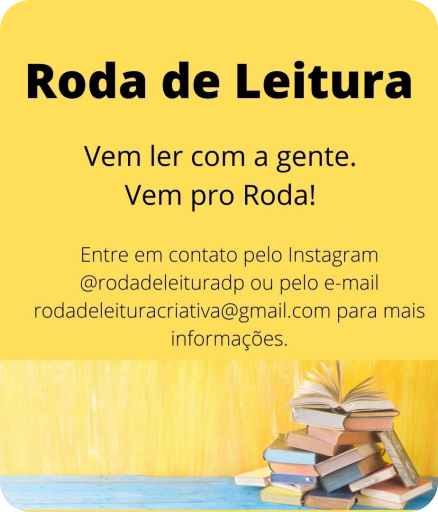 Roda de Leitura
Vem ler com a gente.
Vem pro Roda!
Entre em contato pelo Instagram
@rodadeleituradp ou pelo e-mail
rodadeleituracriativa@gmail.com para mais
informações.